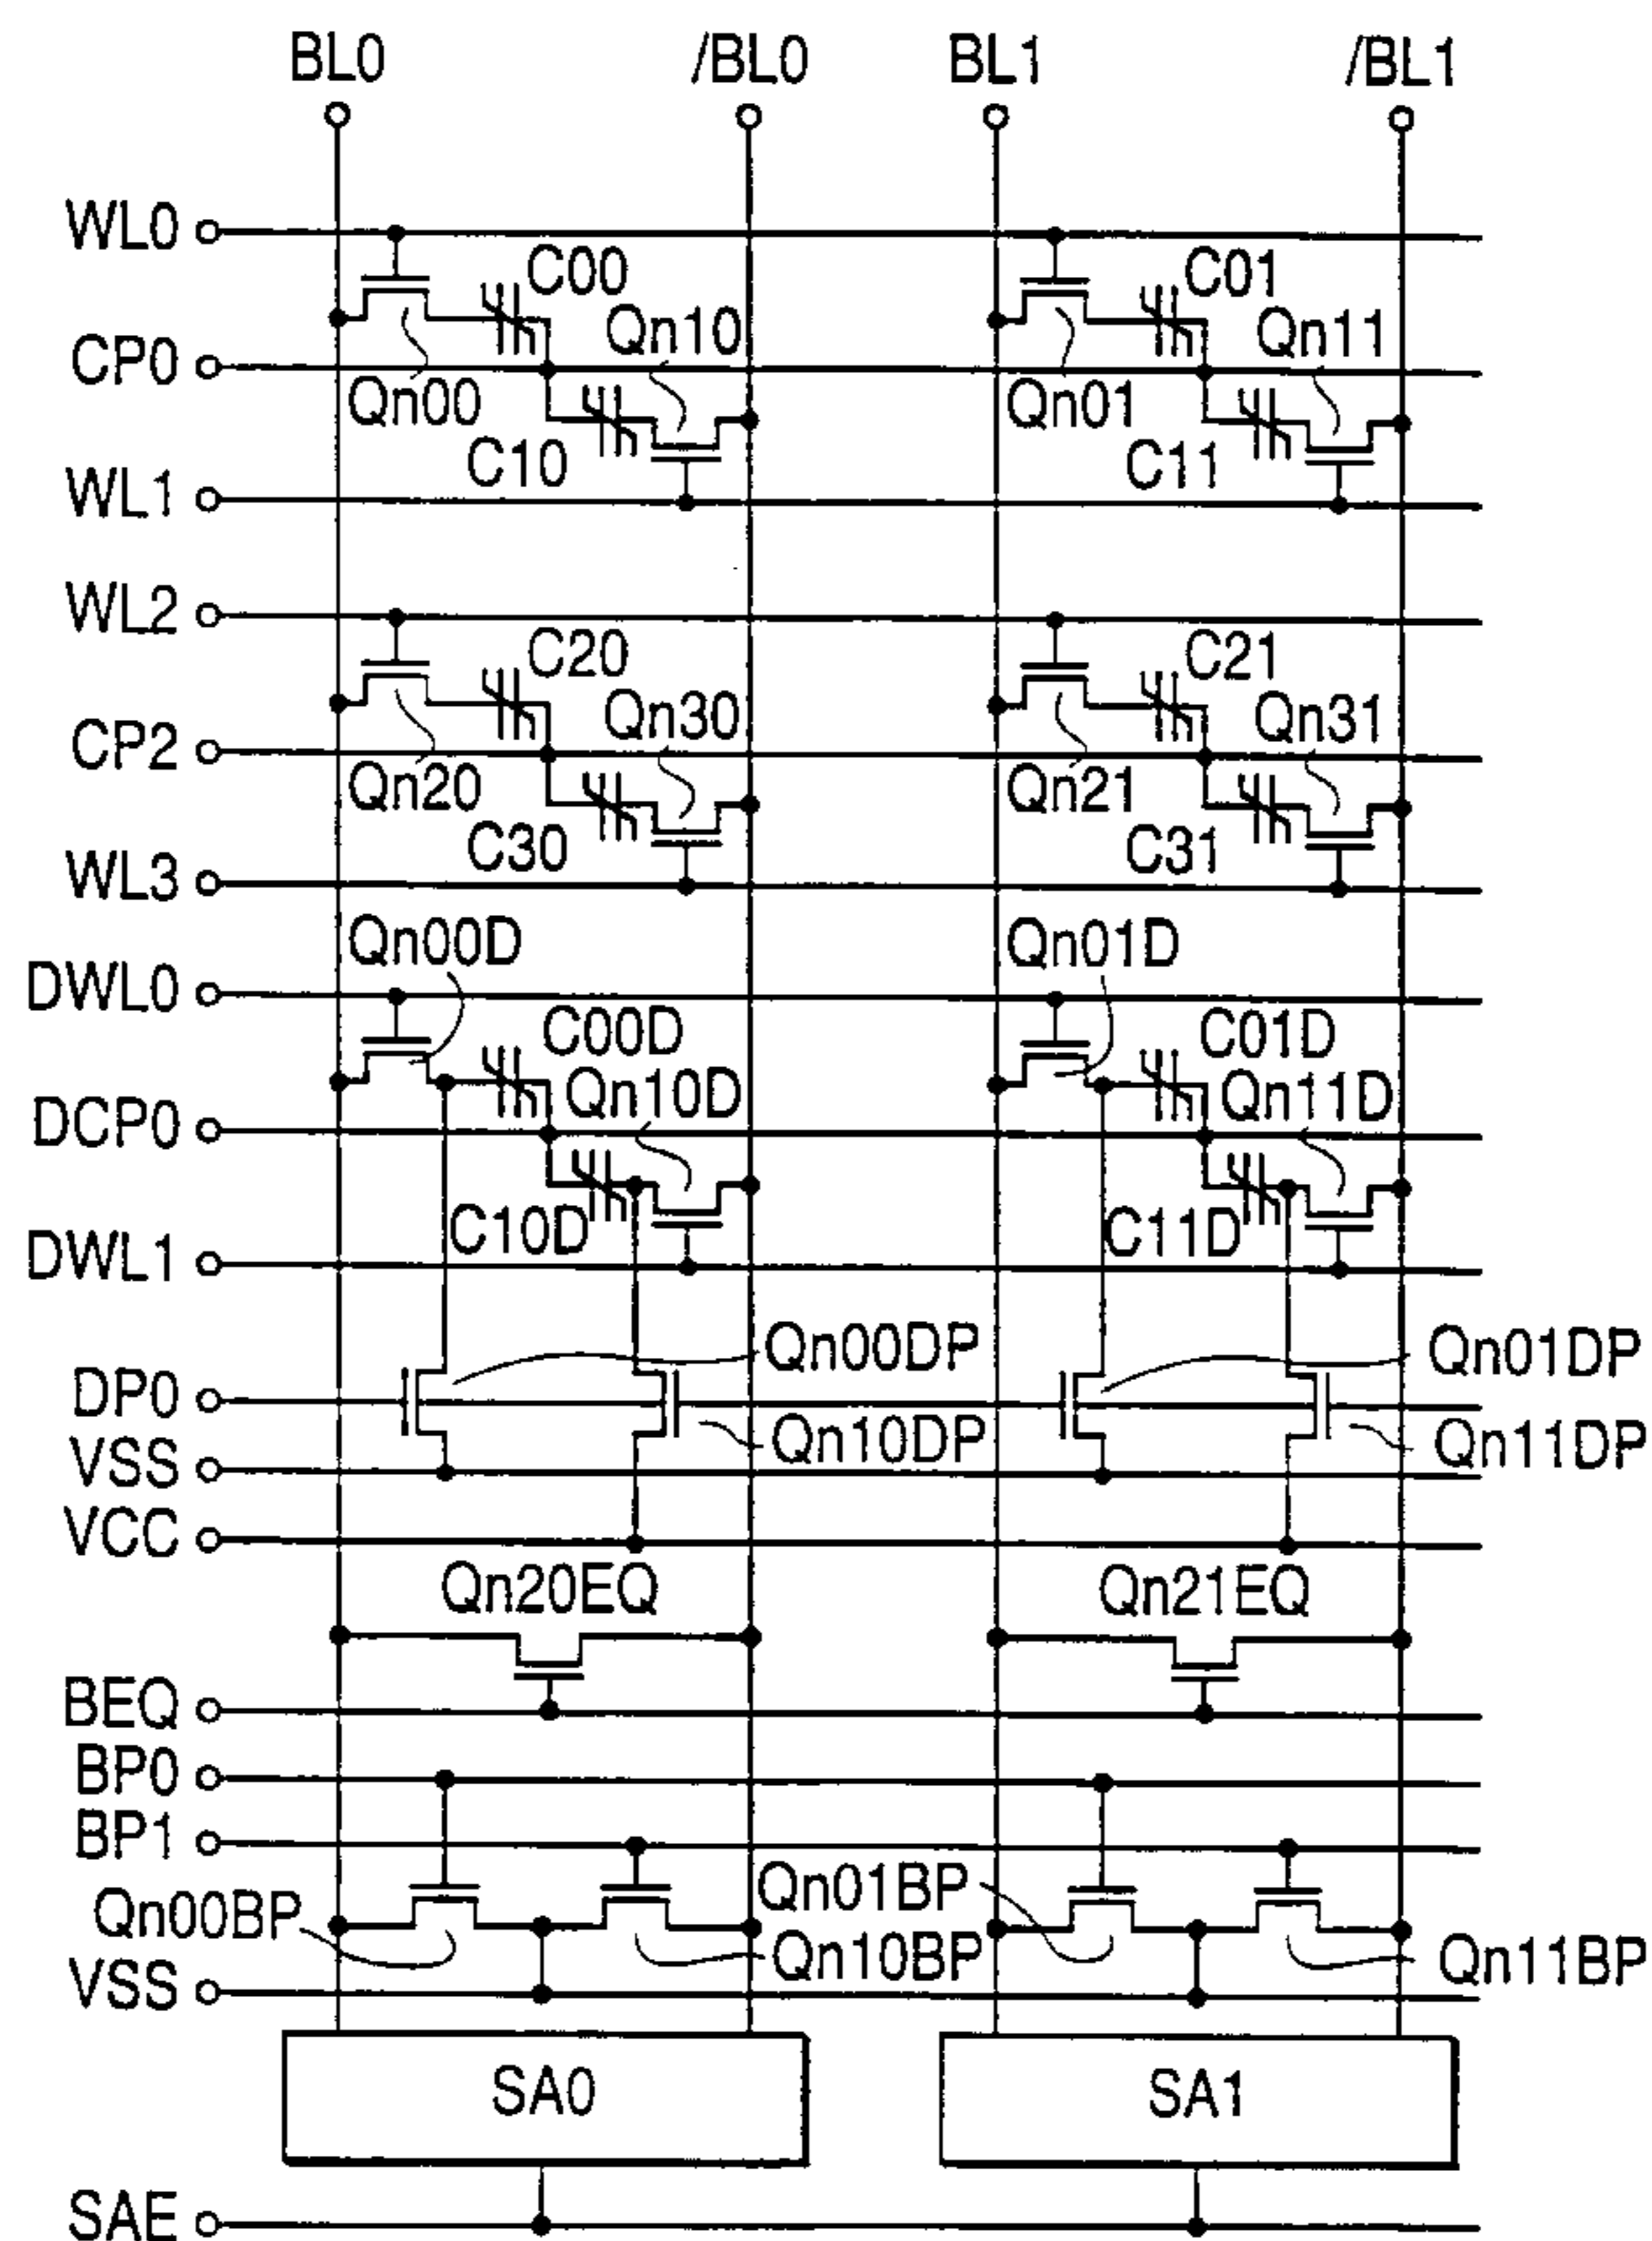 BL0 /BL0 BL1 /BL1
WL0
C00 C01
Qn10 Qn11
CP0
Qn00 Qn01
C10 C11
WL1
WL2
C20 C21
Qn30 Qn31
CP2
Qn20 Qn21
C30 C31
WL3
Qn00D Qn01D
DWL0
C00D C01D
Qn10D Qn11D
DCP0
C10D C11D
DWL1
Qn00DP Qn01DP
DP0
Qn10DP Qn11DP
VSS
VCC
Qn20EQ Qn21EQ
BEQ
BP0
BP1
Qn00BP Qn01BP
Qn10BP Qn11BP
VSS
SA0 SA1
SAE